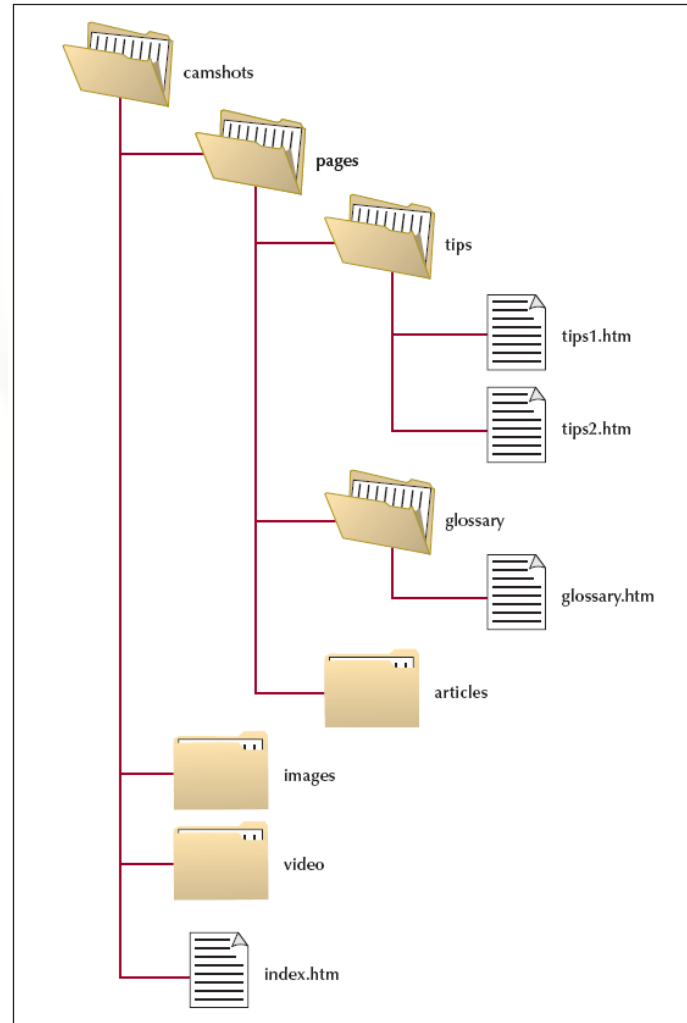 camshots
pages
tips
tips1.htm
tips2.htm
glossary
glossary.htm
articles
images
video
index.htm